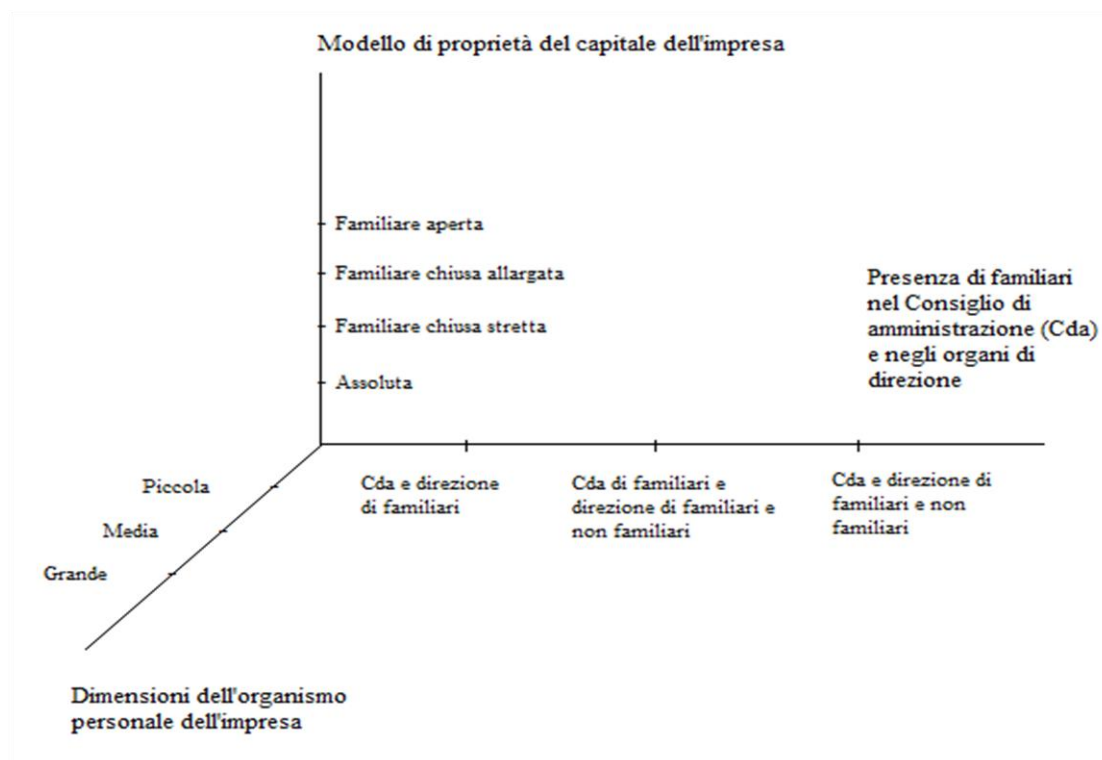 Modello di proprietà del capitale dell'impresa
Familiare aperta
Familiare chiusa allargata
Familiare chiusa stretta
Assoluta
Presenza di familiari
nel Consiglio di
amministrazione (Cda)
e negli organi di
direzione
Cda e direzione
di familiari
Cda di familiari e
direzione di familiari e
non familiari
Cda e direzione di
familiari e non
familiari
Piccola
Media
Grande
Dimensioni dell'organismo
personale dell'impresa